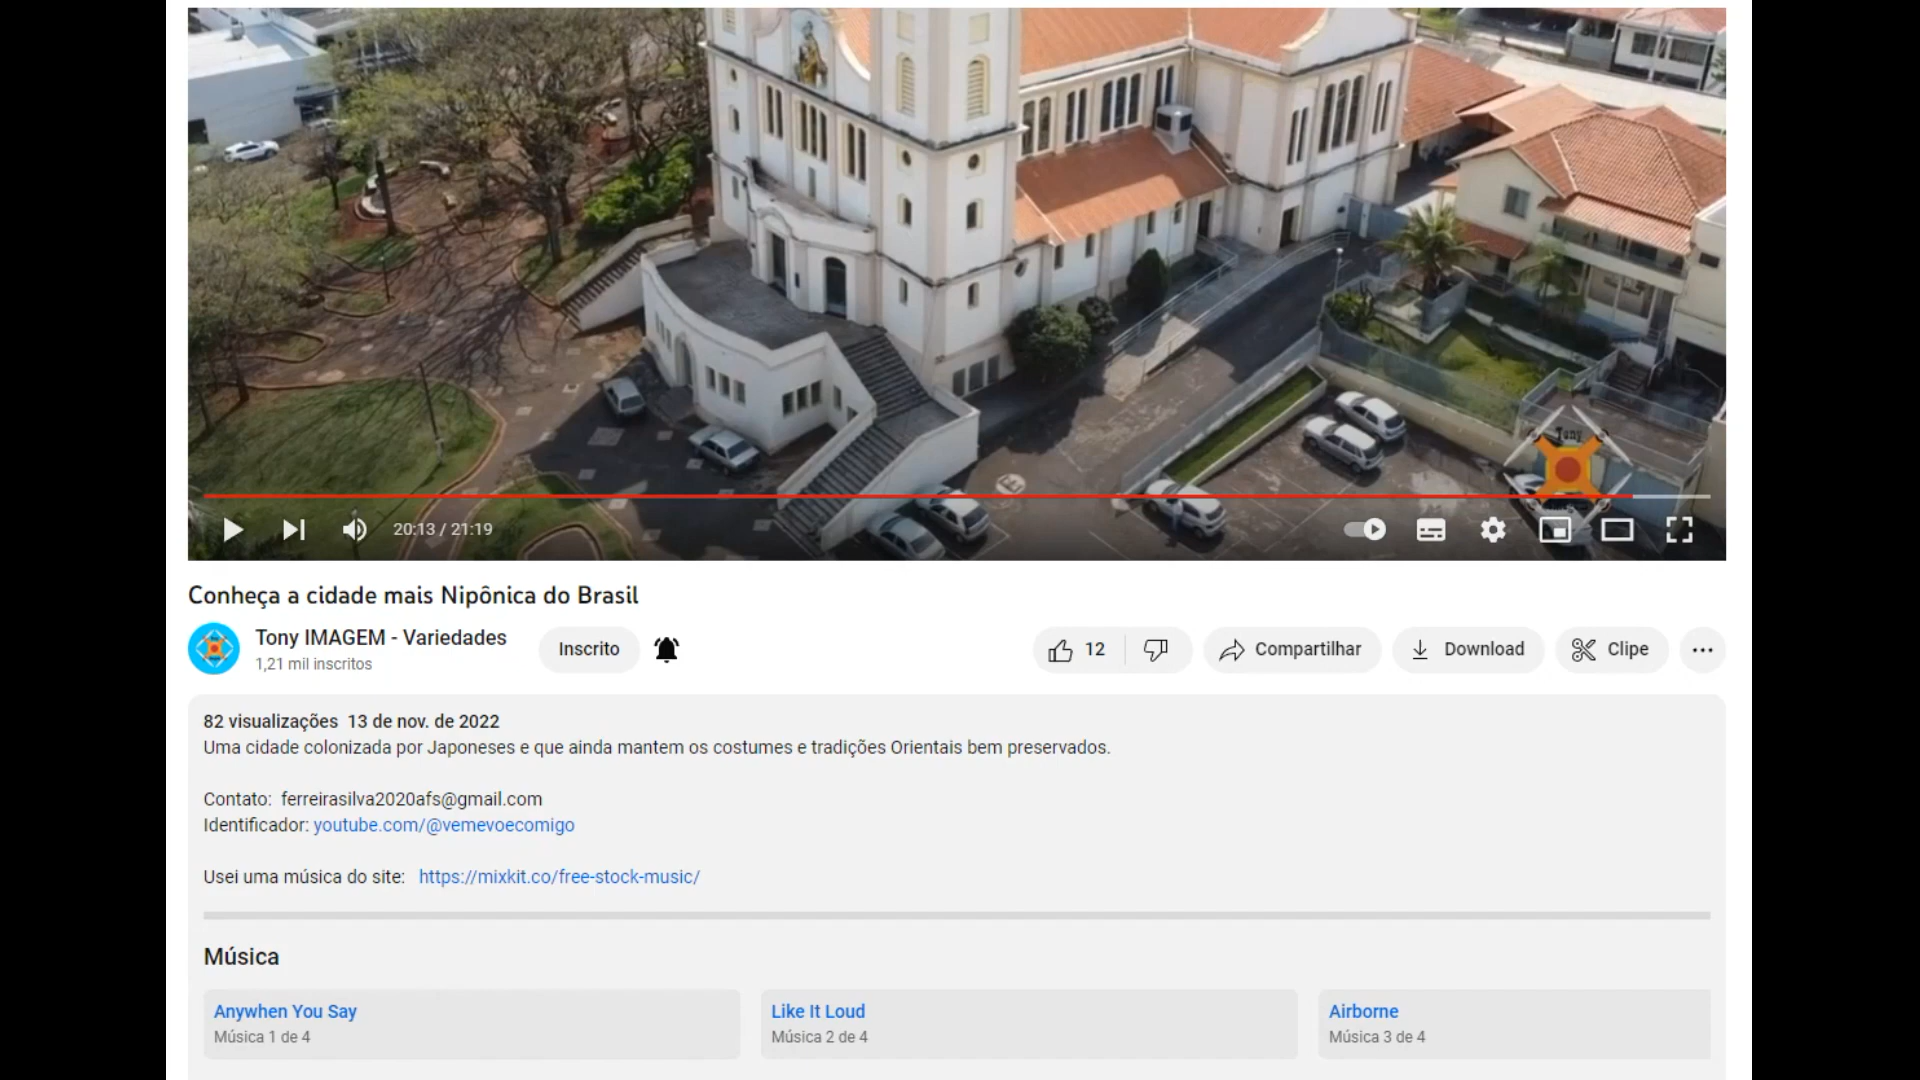 Tony
20:13 / 21:19
Conheça a cidade mais Nipônica do Brasil
Tony IMAGEM - Variedades
1,21 mil inscritos
Inscrito
12
Compartilhar
Download
Clipe
82 visualizações 13 de nov. de 2022
Uma cidade colonizada por Japoneses e que ainda mantem os costumes e tradições Orientais bem preservados.
Contato: ferreirasilva2020afs@gmail.com
Identificador: youtube.com/@vemevoecomigo
Usei uma música do site: https://mixkit.co/free-stock-music/
Música
Anywhen You Say
Música 1 de 4
Like It Loud
Música 2 de 4
Airborne
Música 3 de 4